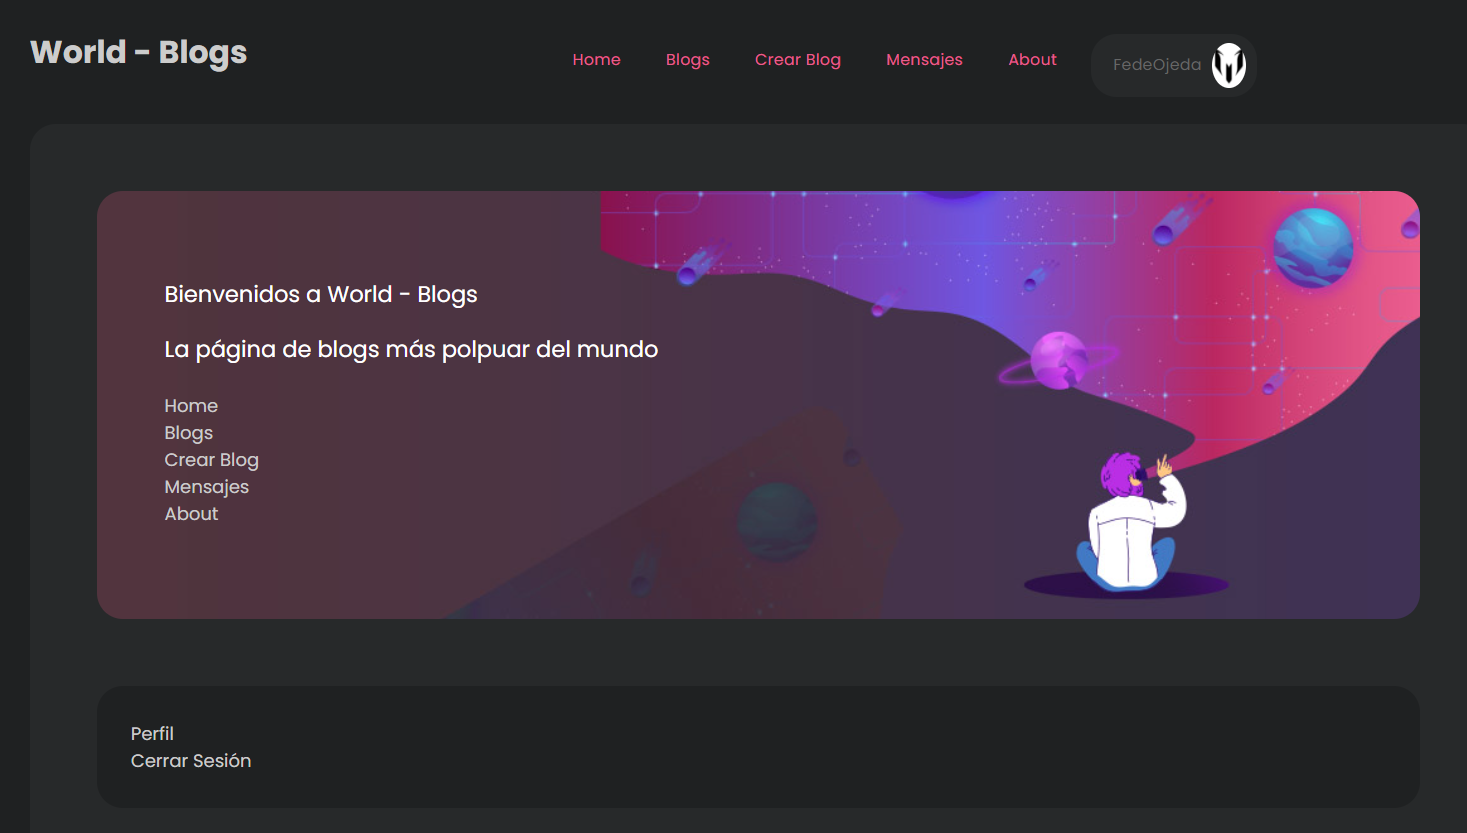 World - Blogs
Home Blogs Crear Blog Mensajes About FedeOjeda
Bienvenidos a World - Blogs
La página de blogs más polpuar del mundo
Home
Blogs
Crear Blog
Mensajes
About
Perfil
Cerrar Sesión